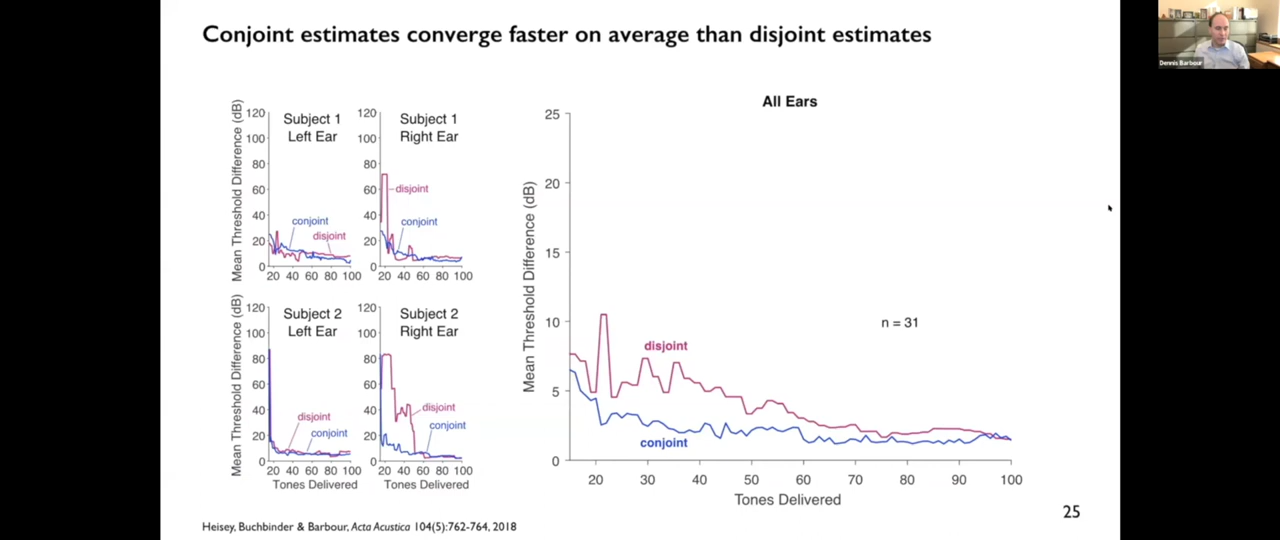 Conjoint estimates converge faster on average than disjoint estimates
Dennis Barbour
Mean Threshold Difference (dB)
120
100
80
60
40
20
0
Subject 1
Left Ear
conjoint
disjoint
20 40 60 80 100
120
100
80
60
40
20
0
Subject 1
Right Ear
disjoint
conjoint
20 40 60 80 100
Mean Threshold Difference (dB)
120
100
80
60
40
20
0
Subject 2
Left Ear
disjoint
conjoint
20 40 60 80 100
Tones Delivered
120
100
80
60
40
20
0
Subject 2
Right Ear
disjoint
conjoint
20 40 60 80 100
Tones Delivered
All Ears
Mean Threshold Difference (dB)
25
20
15
10
5
0
n = 31
disjoint
conjoint
20 30 40 50 60 70 80 90 100
Tones Delivered
25
Heisey, Buchbinder & Barbour, Acta Acustica 104(5):762-764, 2018